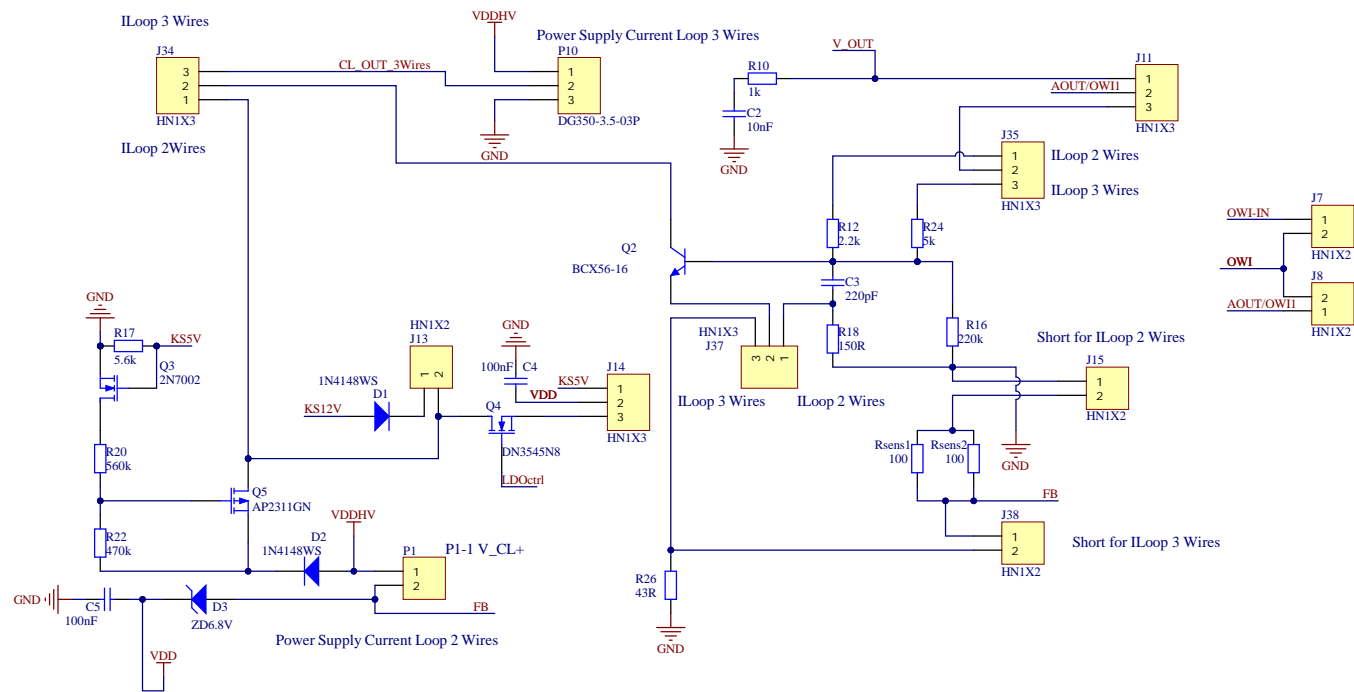 ILoop 3 Wires
J34
3
2
1
HN1X3
ILoop 2Wires
CL_OUT_3Wires
VDDHV
Power Supply Current Loop 3 Wires
P10
1
2
3
DG350-3.5-03P
GND
V_OUT
R10
1k
C2
10nF
GND
J11
1
2
3
HN1X3
AOUT/OWI1
J35
1
2
3
HN1X3
ILoop 2 Wires
ILoop 3 Wires
R12
2.2k
R24
5k
J7
OWI-IN
1
2
HN1X2
OWI
J8
AOUT/OWI1
2
1
HN1X2
Q2
BCX56-16
C3
220pF
R18
150R
R16
220k
HN1X3
J37
3
2
1
ILoop 3 Wires
ILoop 2 Wires
Short for ILoop 2 Wires
J15
1
2
HN1X2
GND
Rsens1
100
Rsens2
100
FB
J38
1
2
HN1X2
Short for ILoop 3 Wires
R26
43R
GND
GND
R17
5.6k
KS5V
Q3
2N7002
R20
560k
R22
470k
Q5
AP2311GN
HN1X2
J13
1
2
1N4148WS
D1
KS12V
GND
100nF
C4
KS5V
VDD
J14
1
2
3
HN1X3
Q4
DN3545N8
LDOctrl
D2
1N4148WS
VDDHV
P1
1
2
P1-1 V_CL+
GND
C5
100nF
D3
ZD6.8V
FB
Power Supply Current Loop 2 Wires
VDD